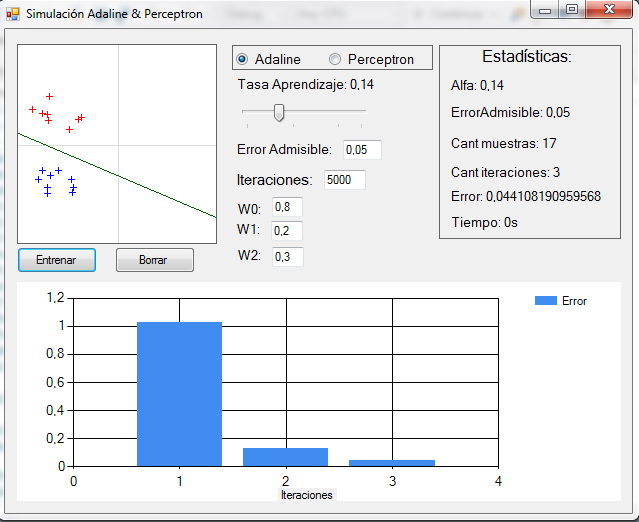 Simulación Adaline & Perceptron
Adaline Perceptron
Tasa Aprendizaje: 0,14
Error Admisible: 0,05
Iteraciones: 5000
W0: 0,8
W1: 0,2
W2: 0,3
Entrenar Borrar
Estadísticas:
Alfa: 0,14
ErrorAdmisible: 0,05
Cant muestras: 17
Cant iteraciones: 3
Error: 0,044108190959568
Tiempo: 0s
1,2
1
0,8
0,6
0,4
0,2
0
0 1 2 3 4
Iteraciones
Error